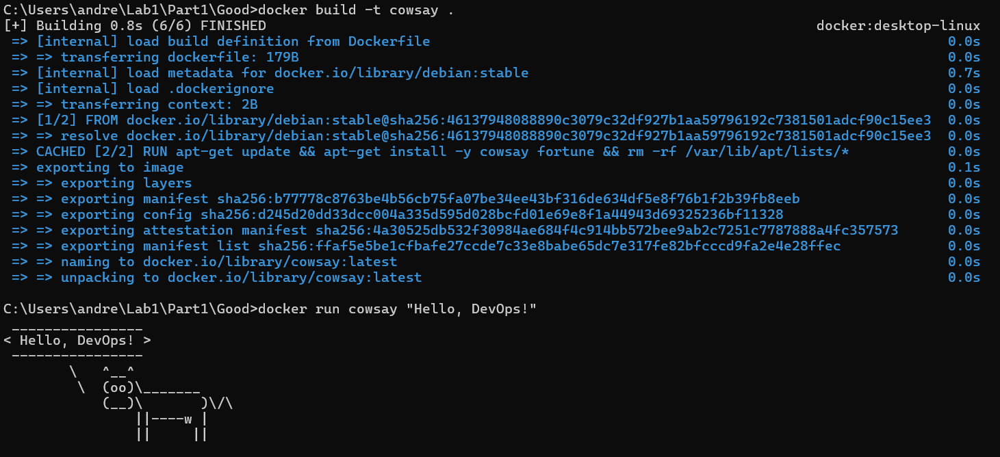 C:\Users\andre\Lab1\Part1\Good>docker build -t cowsay .
[+] Building 0.8s (6/6) FINISHED                                                                   docker:desktop-linux
 => [internal] load build definition from Dockerfile                                                               0.0s
 => => transferring dockerfile: 179B                                                                               0.0s
 => [internal] load metadata for docker.io/library/debian:stable                                                   0.7s
 => [internal] load .dockerignore                                                                                  0.0s
 => => transferring context: 2B                                                                                    0.0s
 => [1/2] FROM docker.io/library/debian:stable@sha256:46137948088890c3079c32df927b1aa59796192c7381501adcf90c15ee3  0.0s
 => => resolve docker.io/library/debian:stable@sha256:46137948088890c3079c32df927b1aa59796192c7381501adcf90c15ee3  0.0s
 => CACHED [2/2] RUN apt-get update && apt-get install -y cowsay fortune && rm -rf /var/lib/apt/lists/*            0.0s
 => exporting to image                                                                                             0.1s
 => => exporting layers                                                                                            0.0s
 => => exporting manifest sha256:b77778c8763be4b56cb75fa07be34ee43bf316de634df5e8f76b1f2b39fb8eeb                  0.0s
 => => exporting config sha256:d245d20dd33dcc004a335d595d028bcfd01e69e8f1a44943d69325236bf11328                    0.0s
 => => exporting attestation manifest sha256:4a30525db532f30984ae684f4c914bb572bee9ab2c7251c7787888a4fc357573      0.0s
 => => exporting manifest list sha256:ffaf5e5be1cfbafe27ccde7c33e8babe65dc7e317fe82bfcccd9fa2e4e28ffec             0.0s
 => => naming to docker.io/library/cowsay:latest                                                                   0.0s
 => => unpacking to docker.io/library/cowsay:latest                                                                0.0s

C:\Users\andre\Lab1\Part1\Good>docker run cowsay "Hello, DevOps!"
 ________________
< Hello, DevOps! >
 ----------------
        \   ^__^
         \  (oo)\_______
            (__)\       )\/\
                ||----w |
                ||     ||